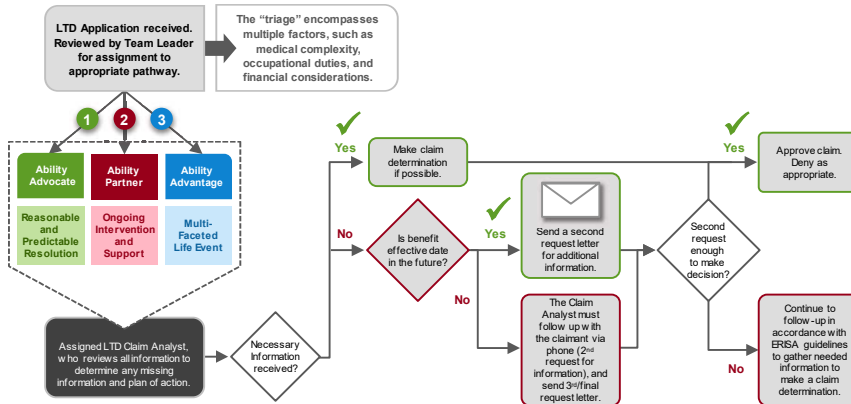 LTD Application received.
Reviewed by Team Leader
for assignment to
appropriate pathway.
The “triage” encompasses
multiple factors, such as
medical complexity,
occupational duties, and
financial considerations.
1
2
3
Ability
Advocate
Ability
Partner
Ability
Advantage
Reasonable
and
Predictable
Resolution
Ongoing
Intervention
and
Support
Multi-
Faceted
Life Event
Assigned LTD Claim Analyst,
who reviews all information to
determine any missing
information and plan of action.
Necessary
Information
received?
Yes
Make claim
determination
if possible.
No
Is benefit
effective date
in the future?
Yes
Send a second
request letter
for additional
information.
No
The Claim
Analyst must
follow up with
the claimant via
phone (2nd
request for
information), and
send 3rd/final
request letter.
Second
request
enough to
make
decision?
Yes
Approve claim.
Deny as
appropriate.
No
Continue to
follow-up in
accordance with
ERISA guidelines
to gather needed
information to
make a claim
determination.